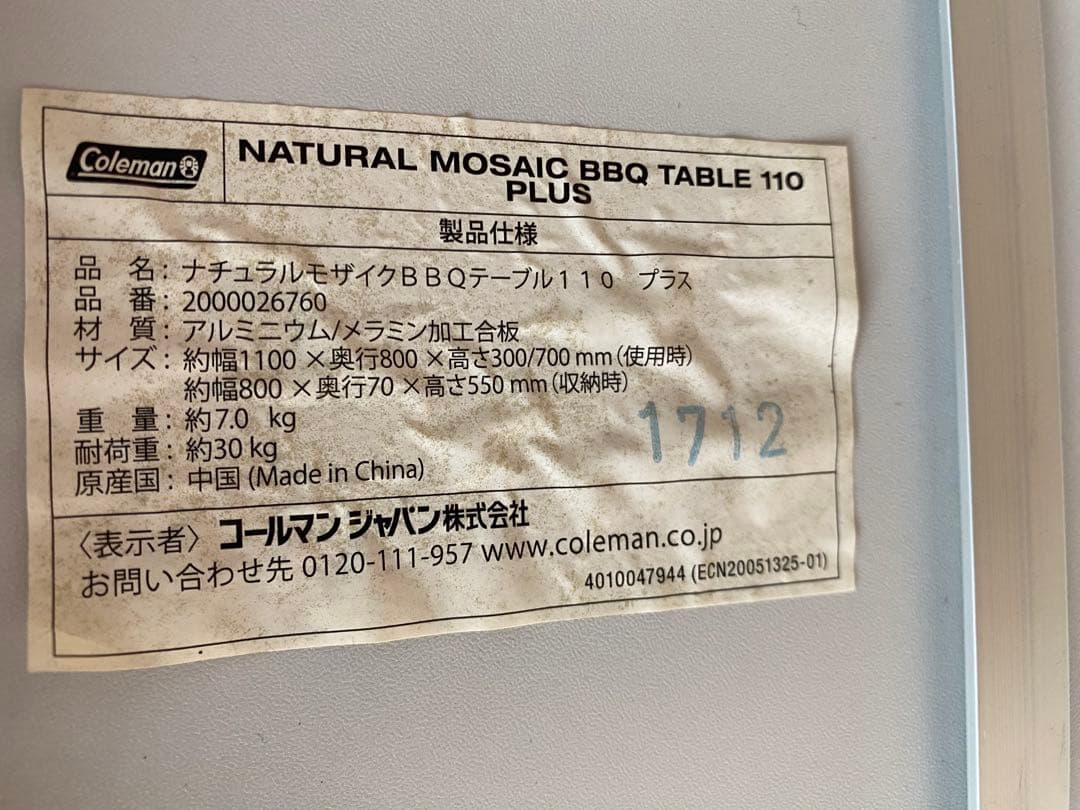 Coleman
NATURAL MOSAIC BBQ TABLE 110
PLUS
製品仕様
品　名：ナチュラルモザイクＢＢＱテーブル１１０　プラス
品　番：2000026760
材　質：アルミニウム/メラミン加工合板
サイズ：約幅1100×奥行800×高さ300/700 mm（使用時）
約幅800×奥行70×高さ550 mm（収納時）
重　量：約7.0 kg
耐荷重：約30 kg
原産国：中国 (Made in China)
1712
〈表示者〉コールマン ジャパン株式会社
お問い合わせ先 0120-111-957 www.coleman.co.jp
4010047944 (ECN20051325-01)